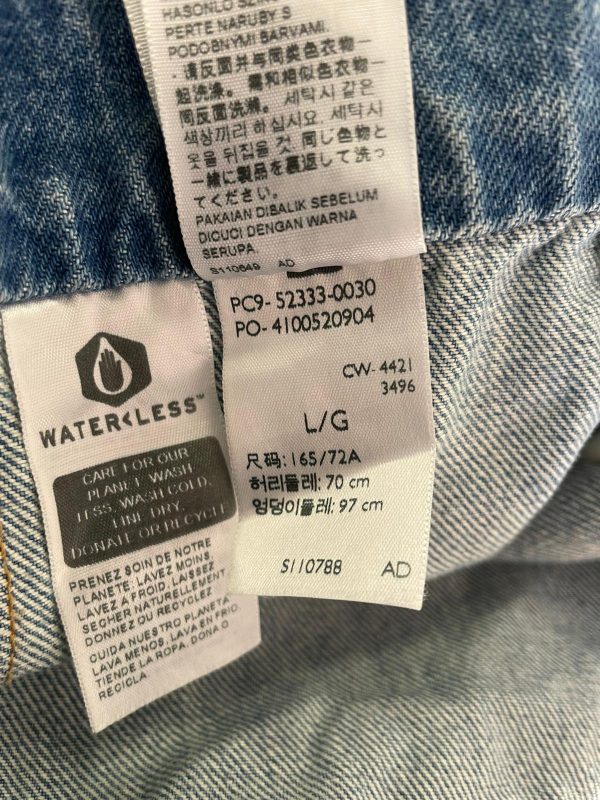 HASONLÓ SZÍN
PERTE NARUBY S
PODOBNÝMI BARVAMI.
· 请反面并与同类色衣物一
起洗涤。 需和相似色衣物一
同反面洗滌。 세탁시 같은
색상끼리 하십시오. 세탁시
옷을 뒤집을 것. 同じ色物と
一緒に製品を裏返して洗っ
てください。
PAKAIAN DIBALIK SEBELUM
DICUCI DENGAN WARNA
SERUPA.
S110649 AD
PC9- 52333-0030
PO- 4100520904
CW- 4421
3496
L/G
尺码: 165/72A
허리둘레: 70 cm
엉덩이둘레: 97 cm
S110788 AD
WATER<LESS™
CARE FOR OUR
PLANET: WASH
LESS, WASH COLD,
LINE DRY,
DONATE OR RECYCLE
PRENEZ SOIN DE NOTRE
PLANÈTE: LAVEZ MOINS,
LAVEZ À FROID, LAISSEZ
SÉCHER NATURELLEMENT,
DONNEZ OU RECYCLEZ
CUIDA NUESTRO PLANETA:
LAVA MENOS, LAVA EN FRÍO,
TIENDE LA ROPA, DONA O
RECICLA